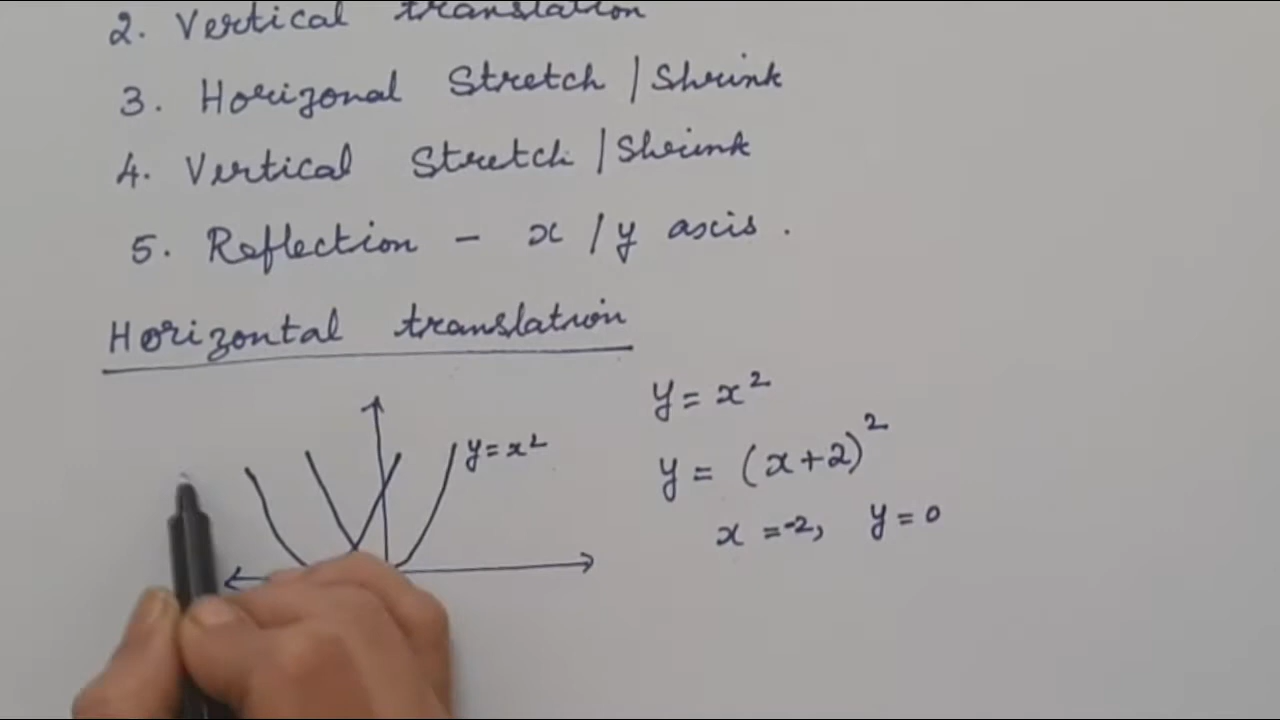 2. Vertical translation
3. Horizonal Stretch / Shrink
4. Vertical Stretch / Shrink
5. Reflection - x / y axis.
Horizontal translation
y = x²
y = x²
y = (x+2)²
x = -2, y = 0